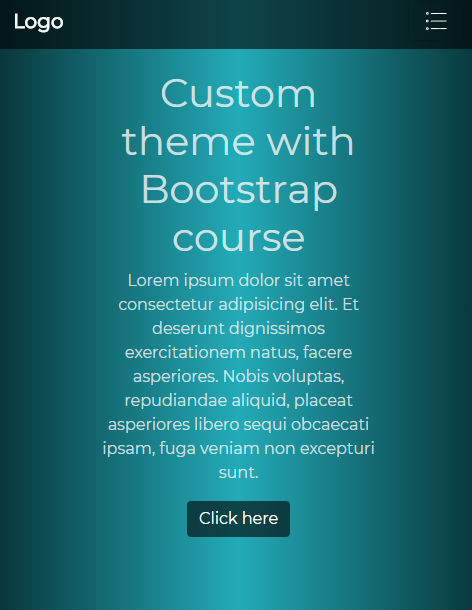 Logo
Custom
theme with
Bootstrap
course
Lorem ipsum dolor sit amet
consectetur adipisicing elit. Et
deserunt dignissimos
exercitationem natus, facere
asperiores. Nobis voluptas,
repudiandae aliquid, placeat
asperiores libero sequi obcaecati
ipsam, fuga veniam non excepturi
sunt.
Click here